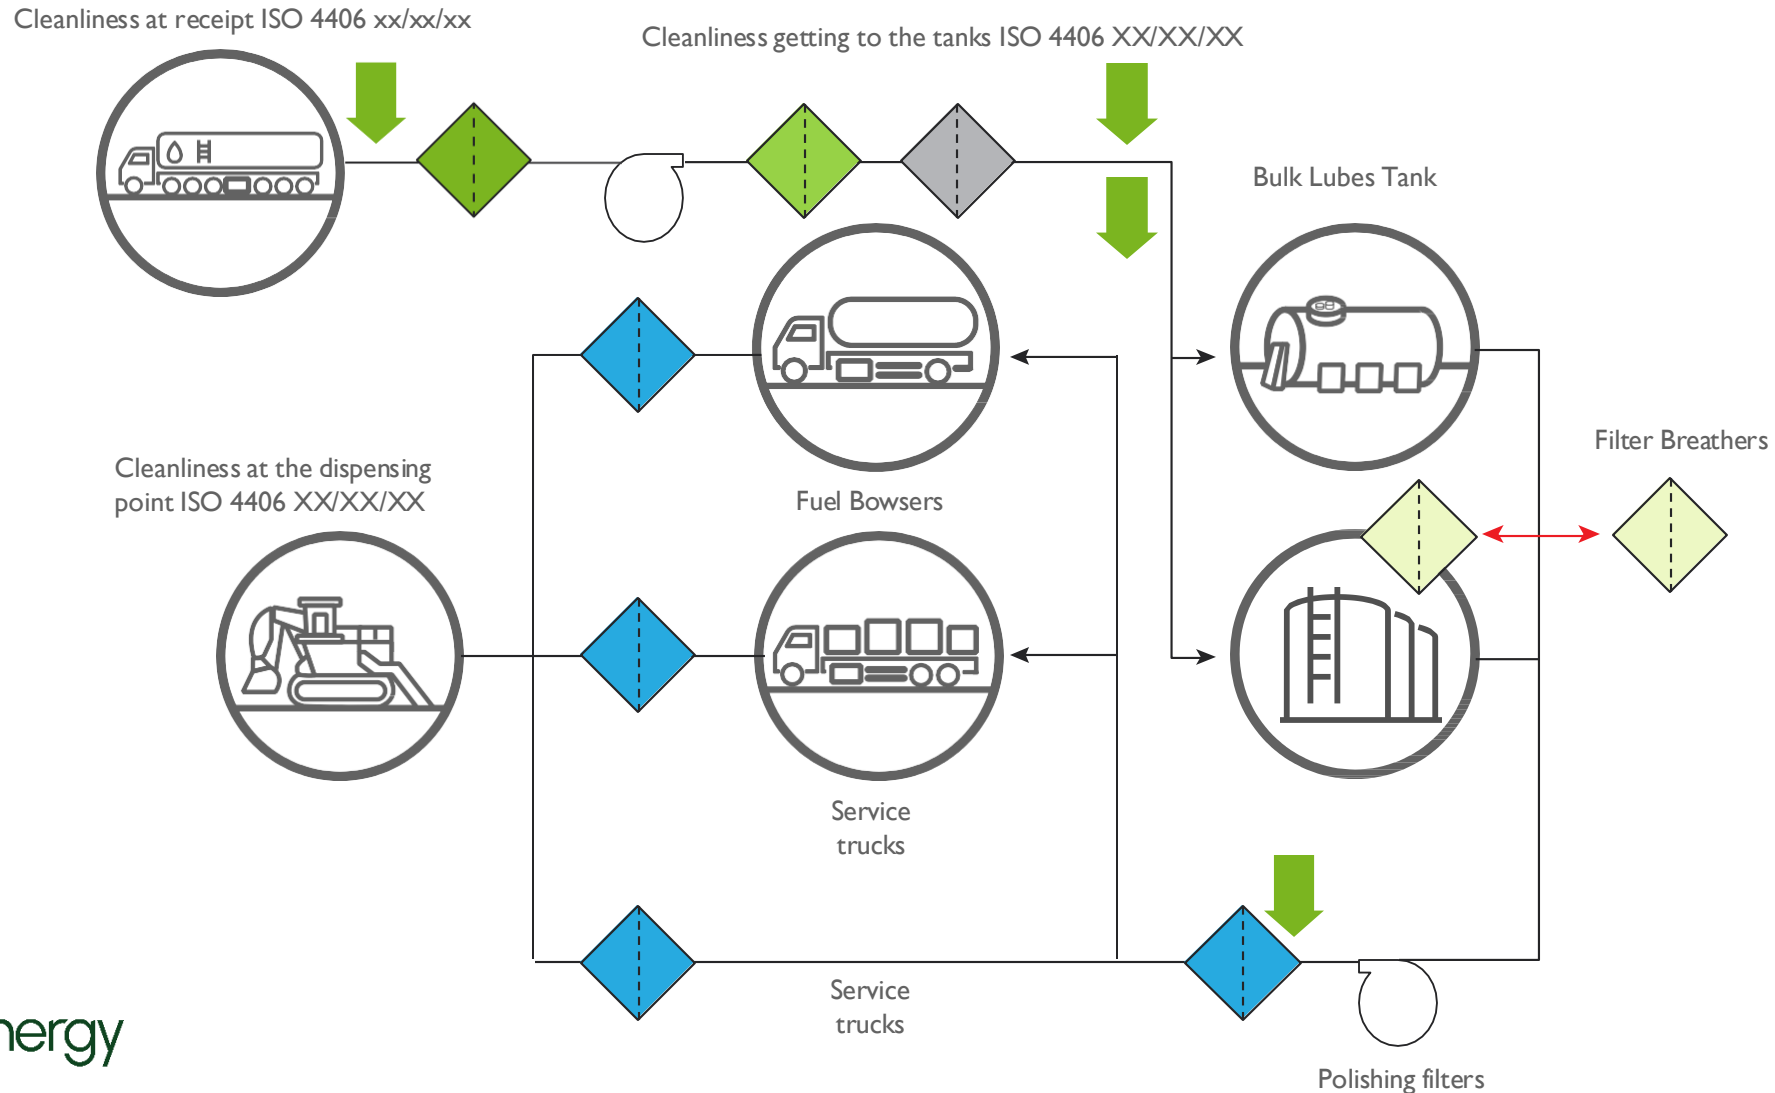 Cleanliness at receipt ISO 4406 xx/xx/xx
Cleanliness getting to the tanks ISO 4406 XX/XX/XX
Bulk Lubes Tank
Filter Breathers
Cleanliness at the dispensing
point ISO 4406 XX/XX/XX
Fuel Bowsers
Service
trucks
Service
trucks
nergy
Polishing filters